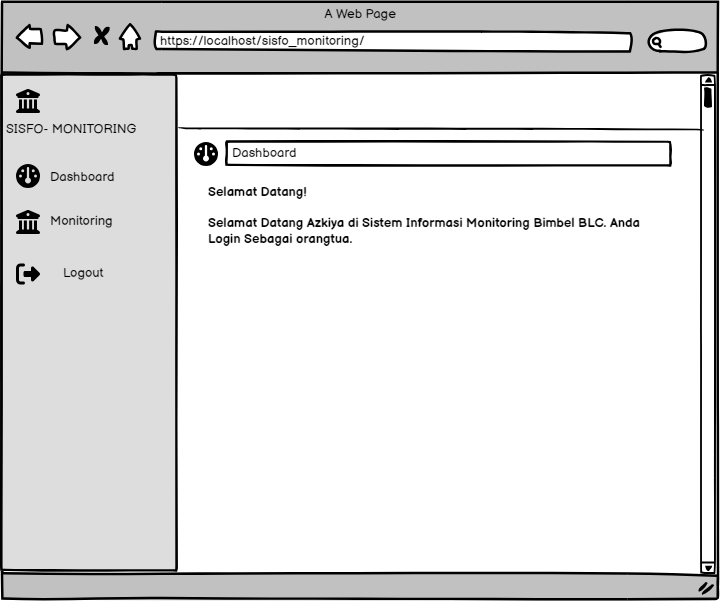 A Web Page
https://localhost/sisfo_monitoring/
SISFO- MONITORING
Dashboard
Monitoring
Logout
Dashboard
Selamat Datang!
Selamat Datang Azkiya di Sistem Informasi Monitoring Bimbel BLC. Anda
Login Sebagai orangtua.